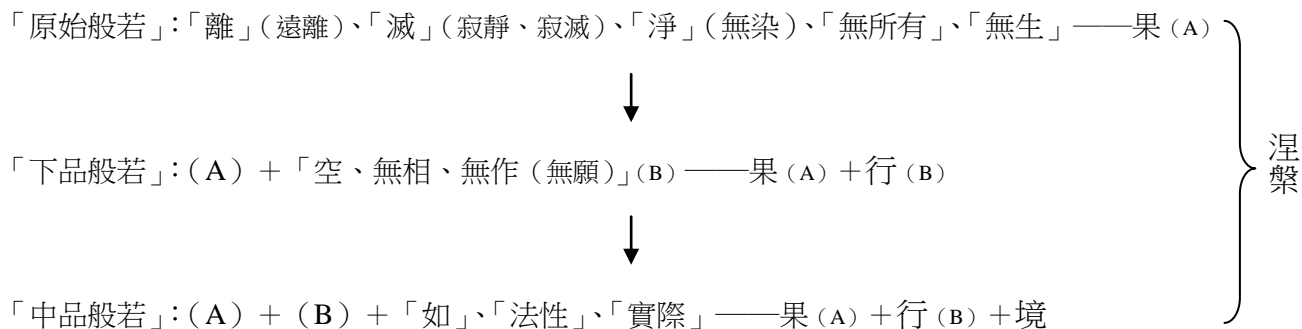 「原始般若」：「離」（遠離）、「滅」（寂靜、寂滅）、「淨」（無染）、「無所有」、「無生」——果（A）
「下品般若」：（A）＋「空、無相、無作（無願）」（B）——果（A）＋行（B）
「中品般若」：（A）＋（B）＋「如」、「法性」、「實際」——果（A）＋行（B）＋境
涅槃